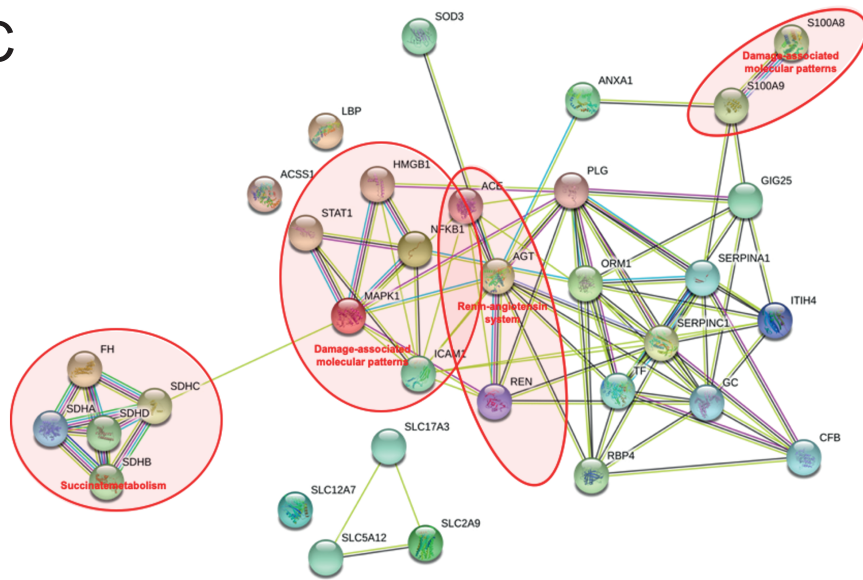 C
SOD3
S100A8
Damage-associated
molecular patterns
S100A9
ANXA1
LBP
HMGB1
ACSS1
ACE
PLG
GIG25
STAT1
NFKB1
AGT
ORM1
SERPINA1
MAPK1
Renin-angiotensin
system
ITIH4
SERPINC1
Damage-associated
molecular patterns
ICAM1
FH
SDHC
REN
TF
GC
SDHA
SDHD
SLC17A3
CFB
SDHB
RBP4
Succinate metabolism
SLC12A7
SLC2A9
SLC5A12